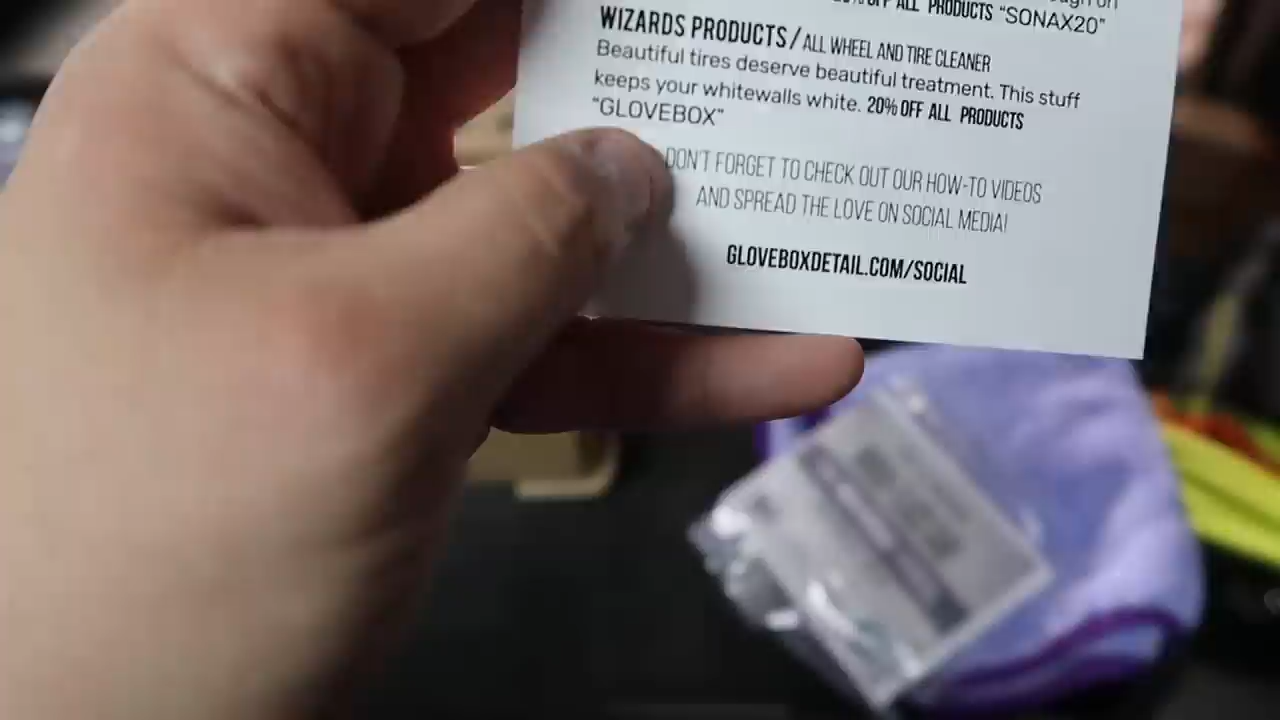 OFF ALL PRODUCTS "SONAX20"
WIZARDS PRODUCTS / ALL WHEEL AND TIRE CLEANER
Beautiful tires deserve beautiful treatment. This stuff
keeps your whitewalls white. 20% OFF ALL PRODUCTS
"GLOVEBOX"
DON'T FORGET TO CHECK OUT OUR HOW-TO VIDEOS
AND SPREAD THE LOVE ON SOCIAL MEDIA!
GLOVEBOXDETAIL.COM/SOCIAL